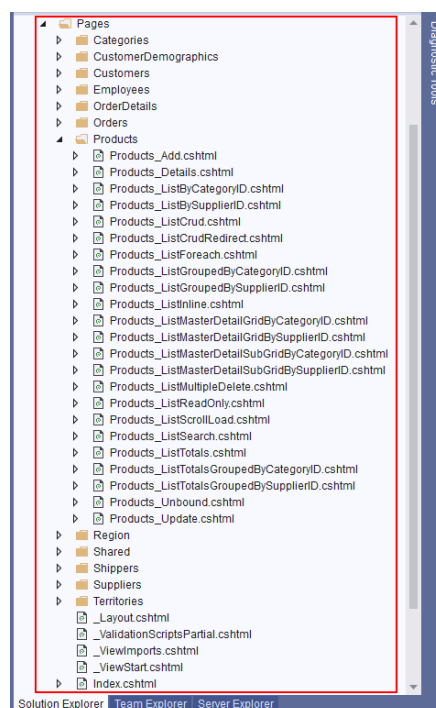 Pages
Categories
CustomerDemographics
Customers
Employees
OrderDetails
Orders
Products
Products_Add.cshtml
Products_Details.cshtml
Products_ListByCategoryID.cshtml
Products_ListBySupplierID.cshtml
Products_ListCrud.cshtml
Products_ListCrudRedirect.cshtml
Products_ListForeach.cshtml
Products_ListGroupedByCategoryID.cshtml
Products_ListGroupedBySupplierID.cshtml
Products_ListInline.cshtml
Products_ListMasterDetailGridByCategoryID.cshtml
Products_ListMasterDetailGridBySupplierID.cshtml
Products_ListMasterDetailSubGridByCategoryID.cshtml
Products_ListMasterDetailSubGridBySupplierID.cshtml
Products_ListMultipleDelete.cshtml
Products_ListReadOnly.cshtml
Products_ListScrollLoad.cshtml
Products_ListSearch.cshtml
Products_ListTotals.cshtml
Products_ListTotalsGroupedByCategoryID.cshtml
Products_ListTotalsGroupedBySupplierID.cshtml
Products_Unbound.cshtml
Products_Update.cshtml
Region
Shared
Shippers
Suppliers
Territories
_Layout.cshtml
_ValidationScriptsPartial.cshtml
_ViewImports.cshtml
_ViewStart.cshtml
Index.cshtml
Solution Explorer Team Explorer Server Explorer
Diagnostic Tools